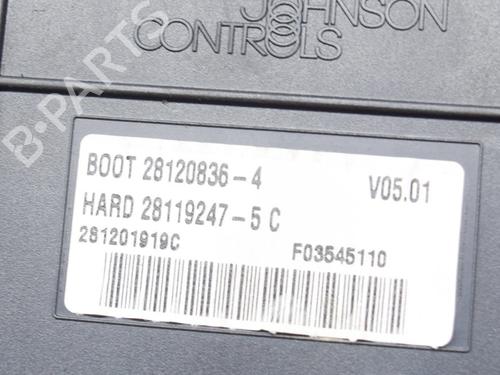 JOHNSON
CONTROLS
B-PARTS
BOOT 28120836-4 V05.01
HARD 28119247-5 C
281201919C F03545110